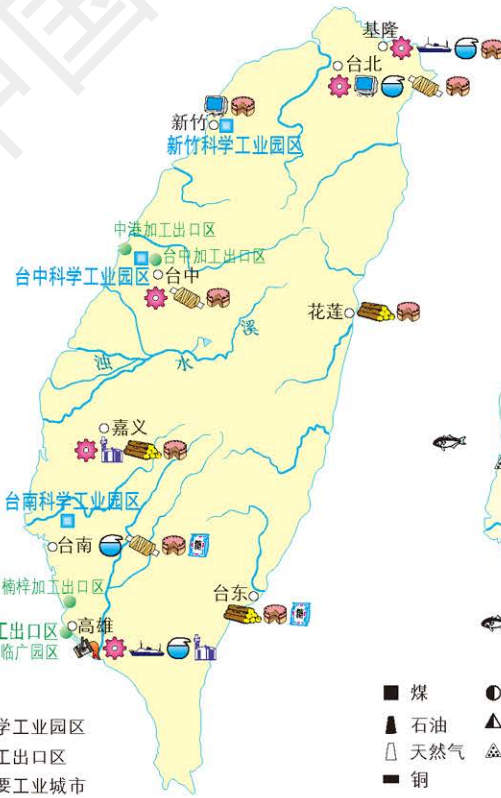 基隆
台北
新竹
新竹科学工业园区
中港加工出口区
台中加工出口区
台中科学工业园区
台中
花莲
浊水溪
嘉义
台南科学工业园区
台南
楠梓加工出口区
台东
工出口区
高雄
临广园区
学工业园区
工出口区
要工业城市
煤
石油
天然气
铜